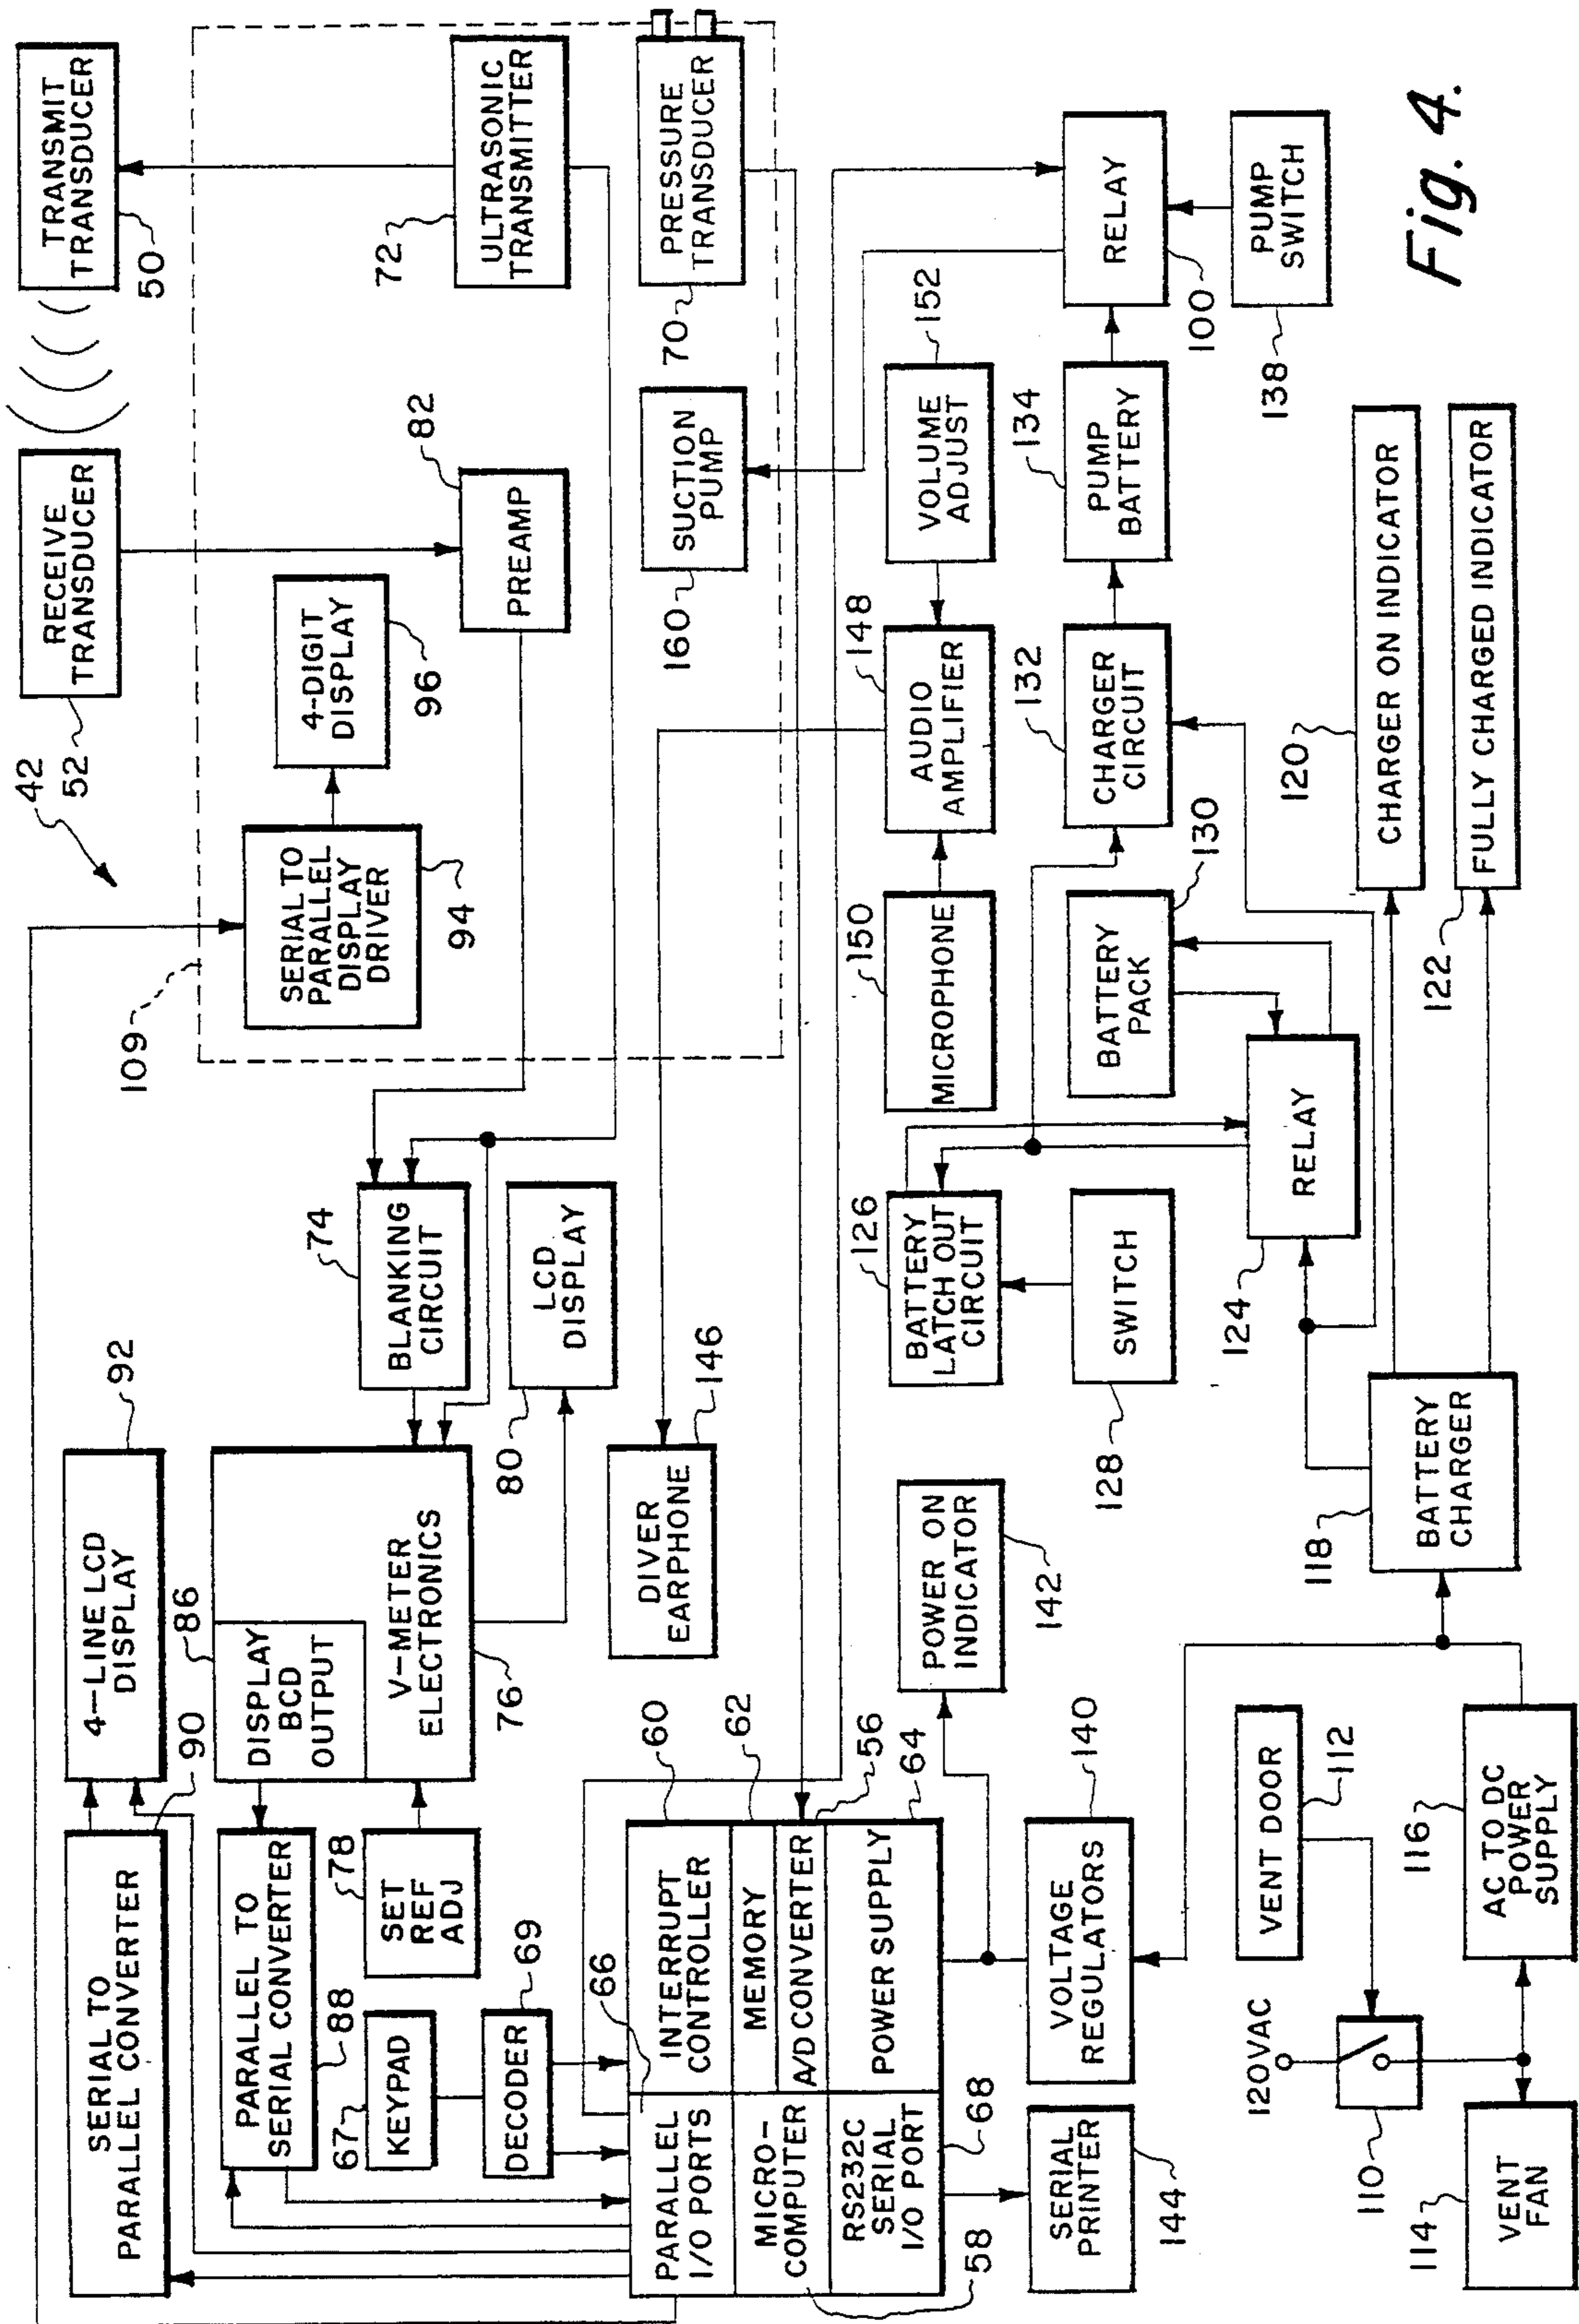 42
52
RECEIVE
TRANSDUCER
TRANSMIT
TRANSDUCER
50
109
SERIAL TO
PARALLEL
DISPLAY
DRIVER
94
4-DIGIT
DISPLAY
96
82
PREAMP
72
ULTRASONIC
TRANSMITTER
160
SUCTION
PUMP
70
PRESSURE
TRANSDUCER
SERIAL TO
PARALLEL CONVERTER
90
4-LINE LCD
DISPLAY
92
PARALLEL TO
SERIAL CONVERTER
88
86
DISPLAY
BCD
OUTPUT
V-METER
ELECTRONICS
76
74
BLANKING
CIRCUIT
78
SET
REF
ADJ
80
LCD
DISPLAY
67
KEYPAD
69
DECODER
DIVER
EARPHONE
146
66
PARALLEL
I/O PORTS
INTERRUPT
CONTROLLER
60
MICRO-
COMPUTER
MEMORY
62
A/D CONVERTER
56
RS232C
SERIAL
I/O PORT
POWER SUPPLY
64
58
68
150
MICROPHONE
148
AUDIO
AMPLIFIER
VOLUME
ADJUST
152
POWER ON
INDICATOR
142
126
BATTERY
LATCH OUT
CIRCUIT
SERIAL
PRINTER
144
VOLTAGE
REGULATORS
140
SWITCH
128
BATTERY
PACK
130
132
CHARGER
CIRCUIT
134
PUMP
BATTERY
RELAY
100
PUMP
SWITCH
138
124
RELAY
120VAC
110
VENT DOOR
112
114
VENT
FAN
116
AC TO DC
POWER
SUPPLY
118
BATTERY
CHARGER
120
CHARGER ON INDICATOR
122
FULLY CHARGED INDICATOR
Fig. 4.